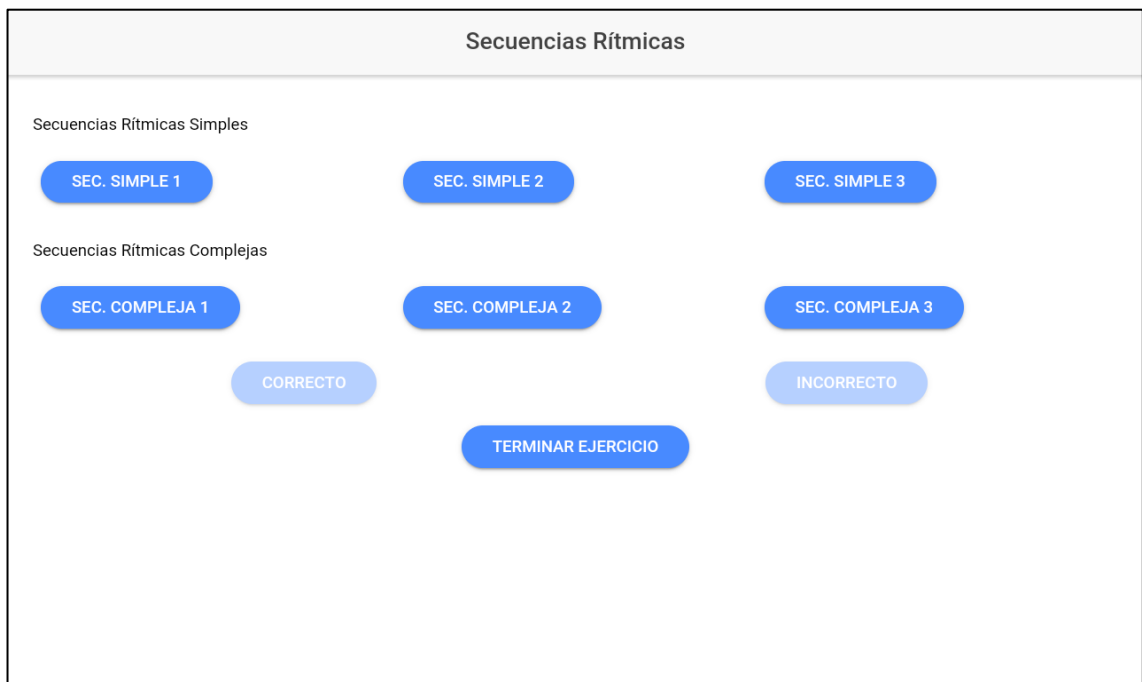 Secuencias Rítmicas
Secuencias Rítmicas Simples
SEC. SIMPLE 1 SEC. SIMPLE 2 SEC. SIMPLE 3
Secuencias Rítmicas Complejas
SEC. COMPLEJA 1 SEC. COMPLEJA 2 SEC. COMPLEJA 3
CORRECTO INCORRECTO
TERMINAR EJERCICIO